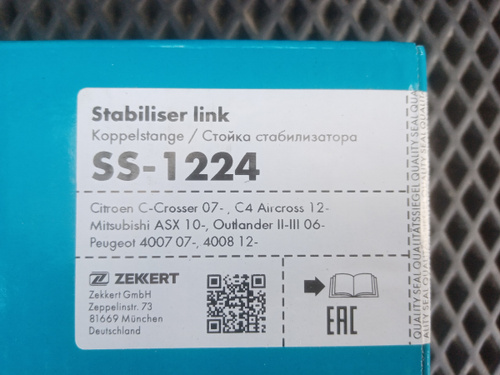 Stabiliser link
Koppelstange / Стойка стабилизатора
SS-1224
Citroen C-Crosser 07- , C4 Aircross 12-
Mitsubishi ASX 10-, Outlander II-III 06-
Peugeot 4007 07-, 4008 12-
ZEKKERT
Zekkert GmbH
Zeppelinstr. 73
81669 München
Deutschland
EAC
QUALITY SEAL QUALITÄTSSIEGEL QUALITY SEAL QUALITY SEAL